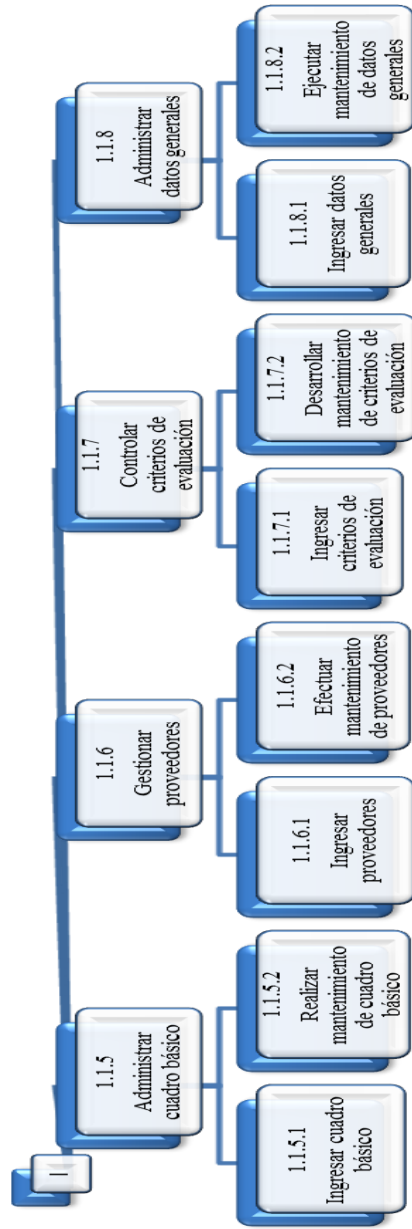 1
1.1.5
Administrar
cuadro básico
1.1.5.1
Ingresar cuadro
básico
1.1.5.2
Realizar
mantenimiento
de cuadro
básico
1.1.6
Gestionar
proveedores
1.1.6.1
Ingresar
proveedores
1.1.6.2
Efectuar
mantenimiento
de proveedores
1.1.7
Controlar
criterios de
evaluación
1.1.7.1
Ingresar
criterios de
evaluación
1.1.7.2
Desarrollar
mantenimiento
de criterios de
evaluación
1.1.8
Administrar
datos generales
1.1.8.1
Ingresar datos
generales
1.1.8.2
Ejecutar
mantenimiento
de datos
generales